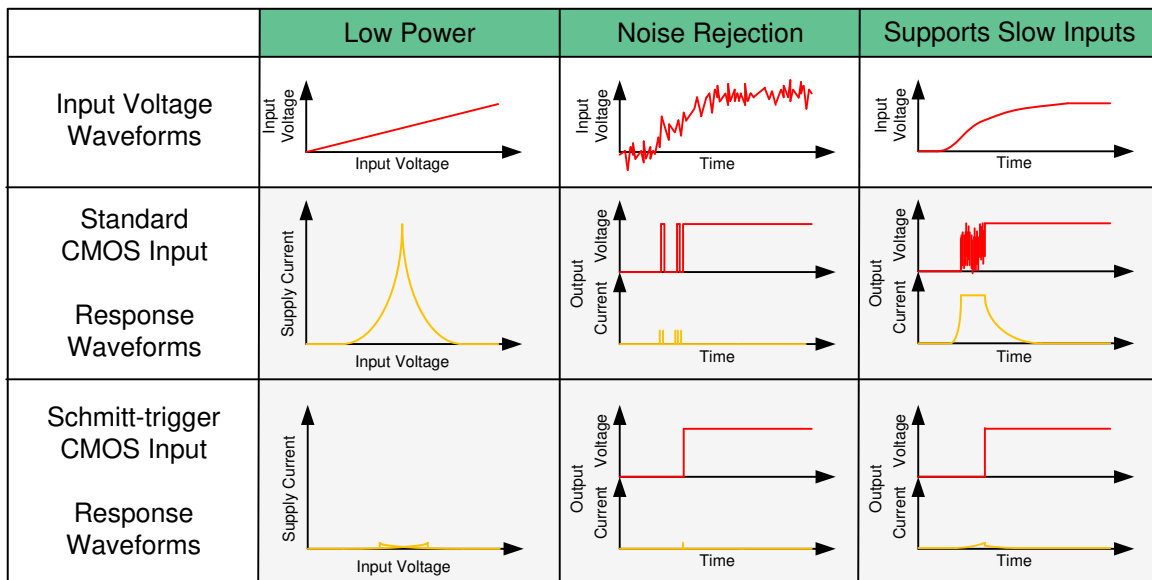 Low Power
Noise Rejection
Supports Slow Inputs
Input Voltage
Waveforms
Input
Voltage
Input Voltage
Input
Voltage
Time
Input
Voltage
Time
Standard
CMOS Input
Response
Waveforms
Supply Current
Input Voltage
Output
Voltage
Current
Time
Output
Voltage
Current
Time
Schmitt-trigger
CMOS Input
Response
Waveforms
Supply Current
Input Voltage
Output
Voltage
Current
Time
Output
Voltage
Current
Time